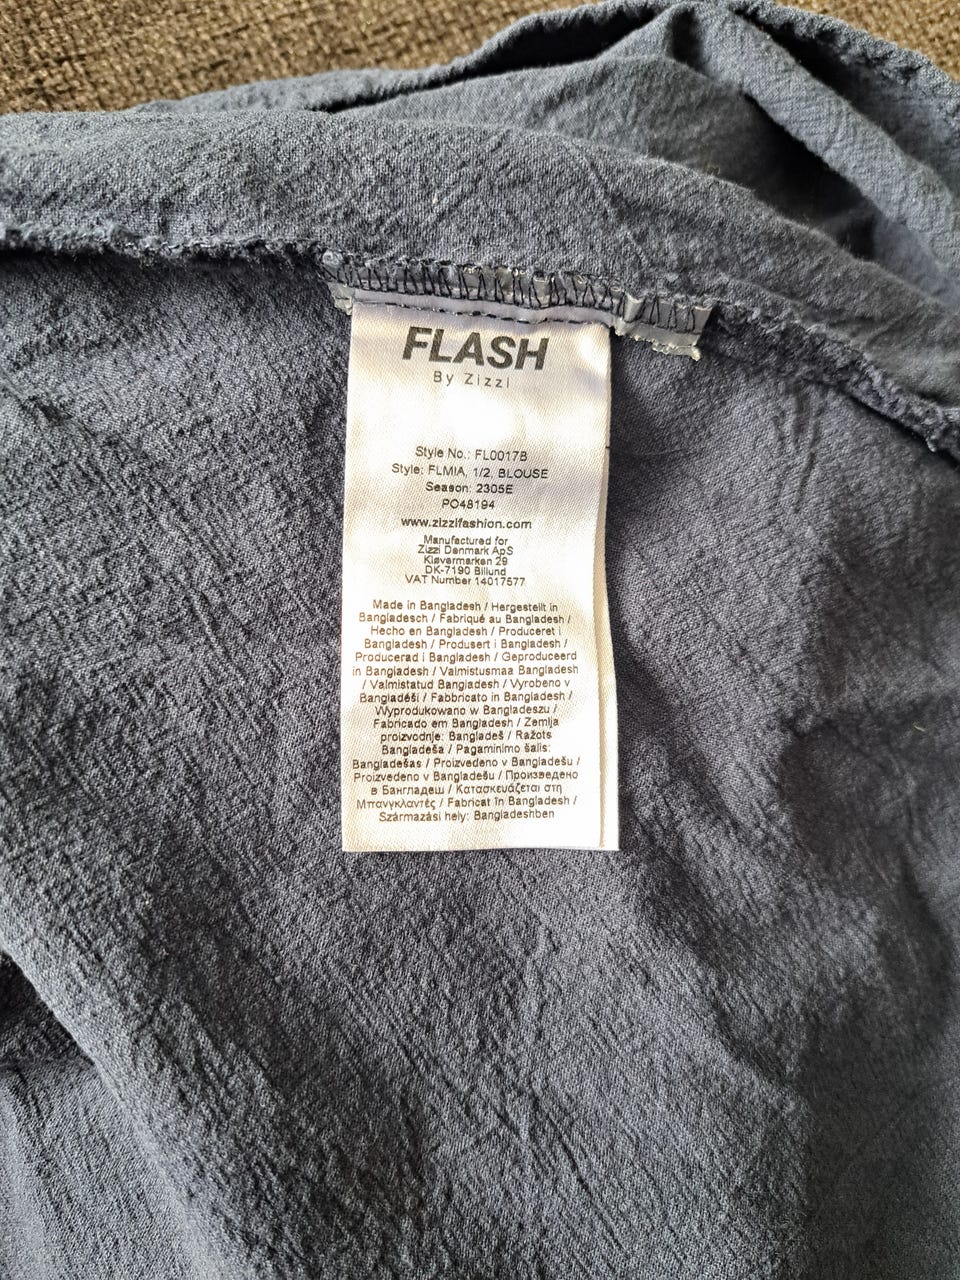 FLASH
By Zizzi
Style No.: FL0017B
Style: FLMIA, 1/2, BLOUSE
Season: 2305E
PO48194
www.zizzifashion.com
Manufactured for
Zizzi Denmark ApS
Kløvermarken 29
DK-7190 Billund
VAT Number 14017577
Made in Bangladesh / Hergestellt in
Bangladesch / Fabriqué au Bangladesh /
Hecho en Bangladesh / Produceret i
Bangladesh / Produsert i Bangladesh /
Producerad i Bangladesh / Geproduceerd
in Bangladesh / Valmistusmaa Bangladesh
/ Valmistatud Bangladesh / Vyrobeno v
Bangladéši / Fabbricato in Bangladesh /
Wyprodukowano w Bangladeszu /
Fabricado em Bangladesh / Zemlja
proizvodnje: Bangladeš / Ražots
Bangladeša / Pagaminimo šalis:
Bangladešas / Proizvedeno v Bangladešu /
Proizvedeno v Bangladešu / Произведено
в Бангладеш / Κατασκευάζεται στη
Μπανγκλαντές / Fabricat în Bangladesh /
Származási hely: Bangladeshben